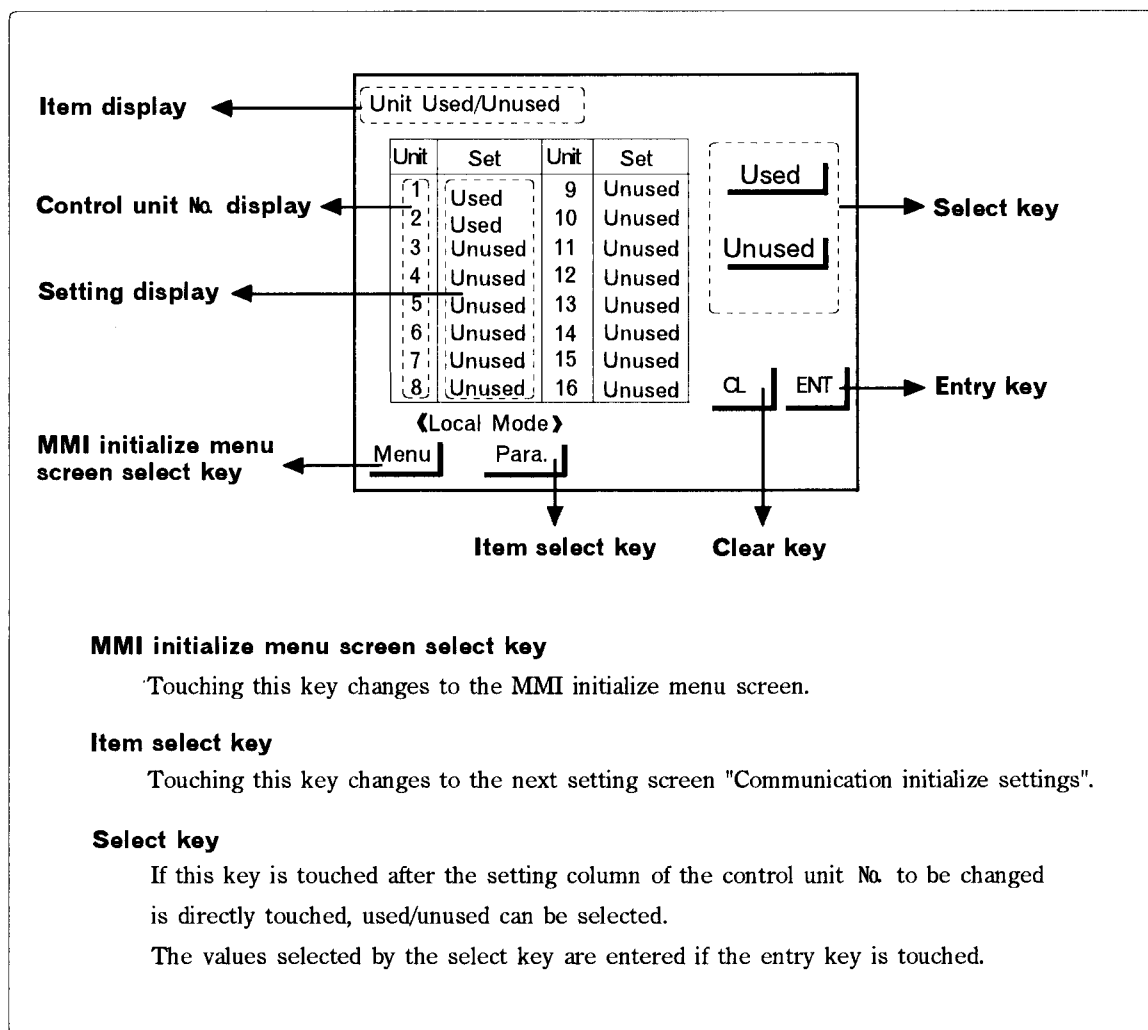 Item display
Unit Used/Unused
Unit Set Unit Set
1 Used 9 Unused
2 Used 10 Unused
3 Unused 11 Unused
4 Unused 12 Unused
5 Unused 13 Unused
6 Unused 14 Unused
7 Unused 15 Unused
8 Unused 16 Unused
Control unit No. display
Setting display
Used
Unused
Select key
CL ENT
Entry key
《Local Mode》
Menu Para.
MMI initialize menu
screen select key
Item select key
Clear key
MMI initialize menu screen select key
Touching this key changes to the MMI initialize menu screen.
Item select key
Touching this key changes to the next setting screen "Communication initialize settings".
Select key
If this key is touched after the setting column of the control unit No. to be changed
is directly touched, used/unused can be selected.
The values selected by the select key are entered if the entry key is touched.